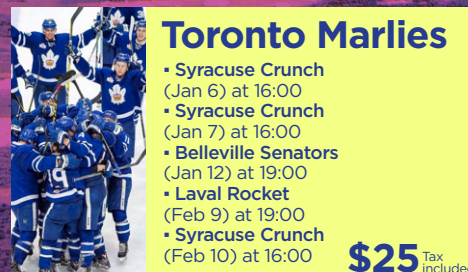 Toronto Marlies
▪ Syracuse Crunch
(Jan 6) at 16:00
▪ Syracuse Crunch
(Jan 7) at 16:00
▪ Belleville Senators
(Jan 12) at 19:00
▪ Laval Rocket
(Feb 9) at 19:00
▪ Syracuse Crunch
(Feb 10) at 16:00
$25 Tax
include